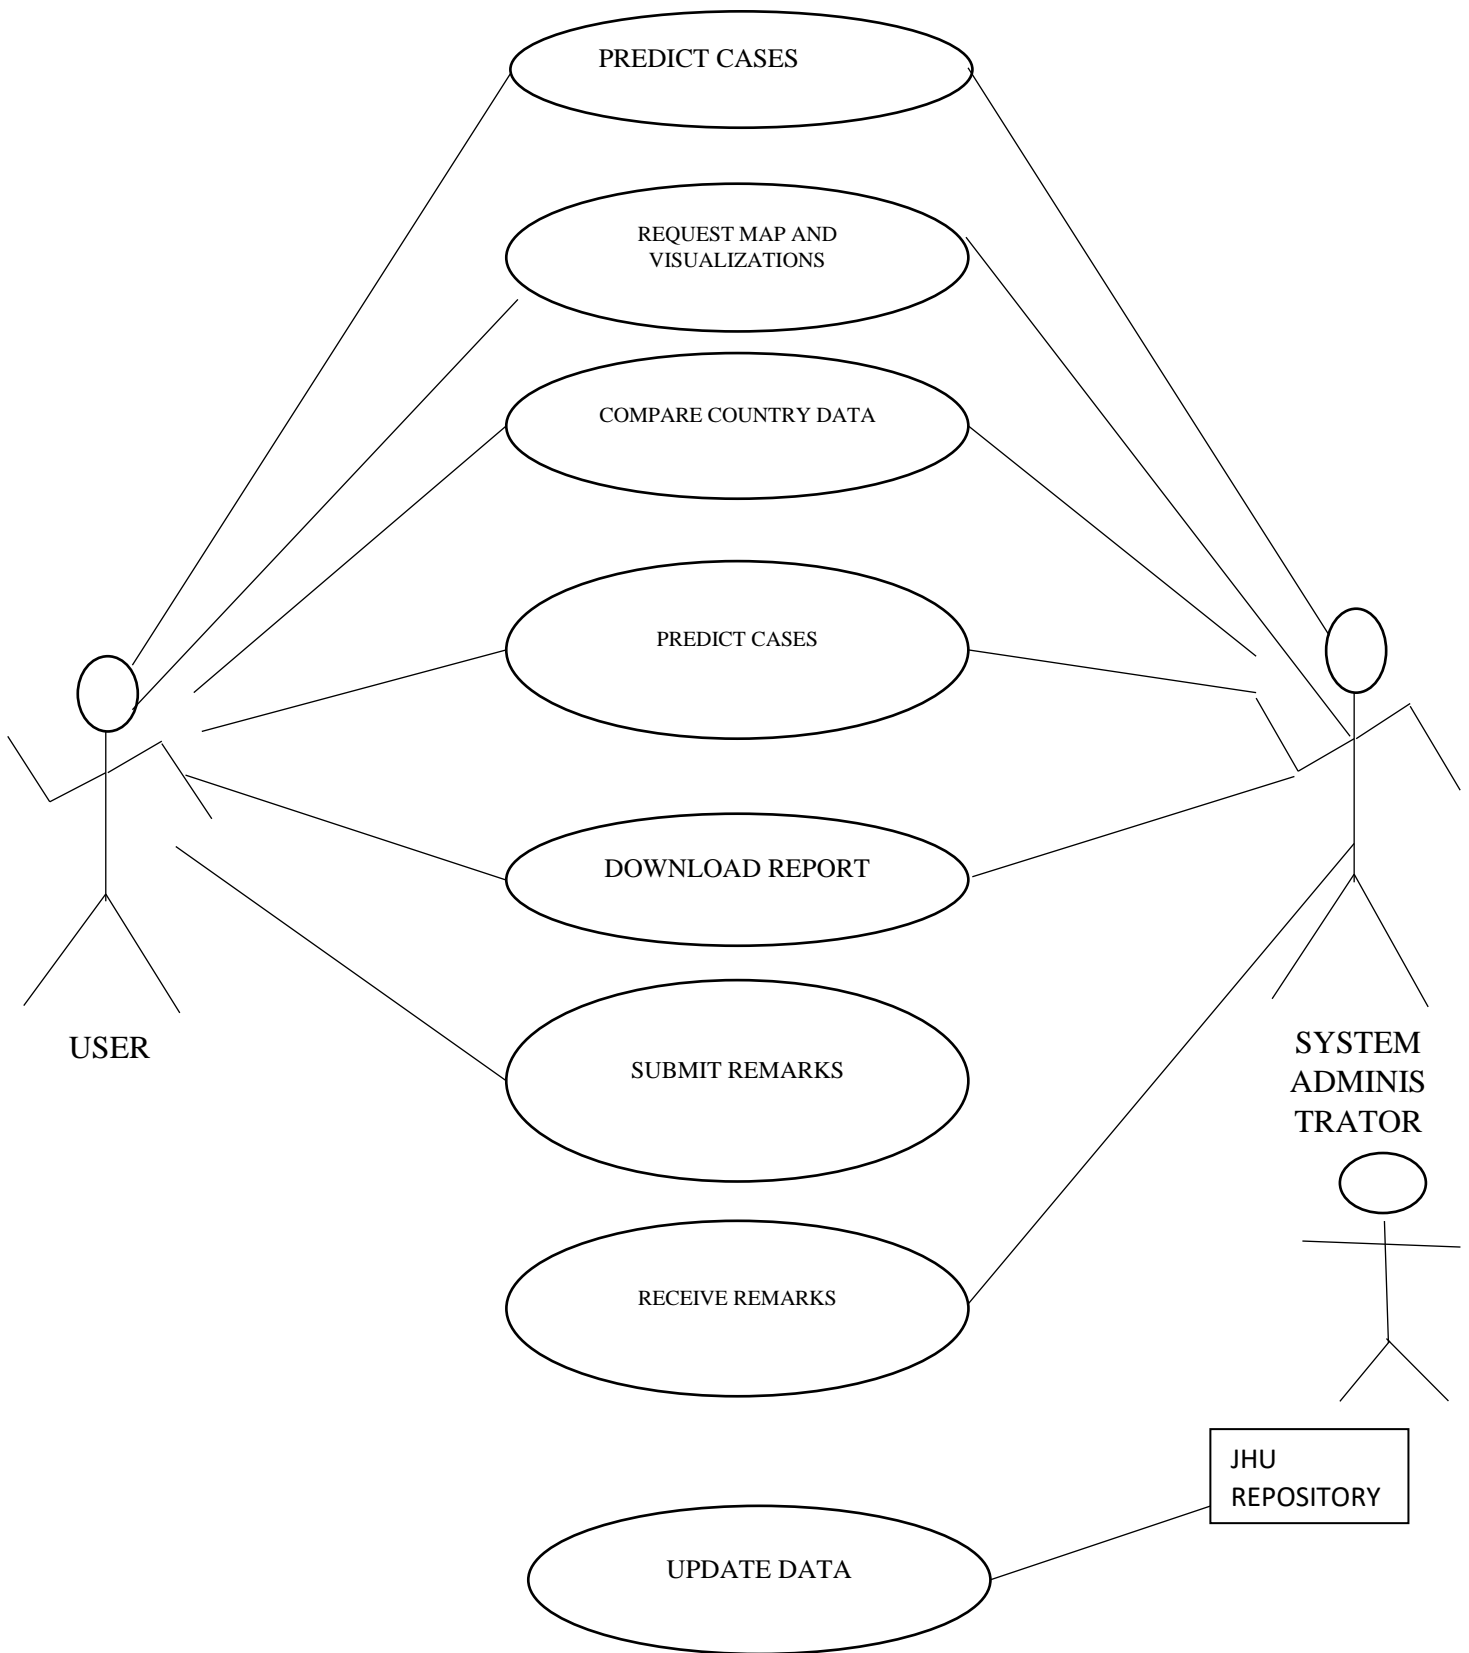 PREDICT CASES
REQUEST MAP AND
VISUALIZATIONS
COMPARE COUNTRY DATA
PREDICT CASES
DOWNLOAD REPORT
USER
SUBMIT REMARKS
SYSTEM
ADMINIS
TRATOR
RECEIVE REMARKS
JHU
REPOSITORY
UPDATE DATA